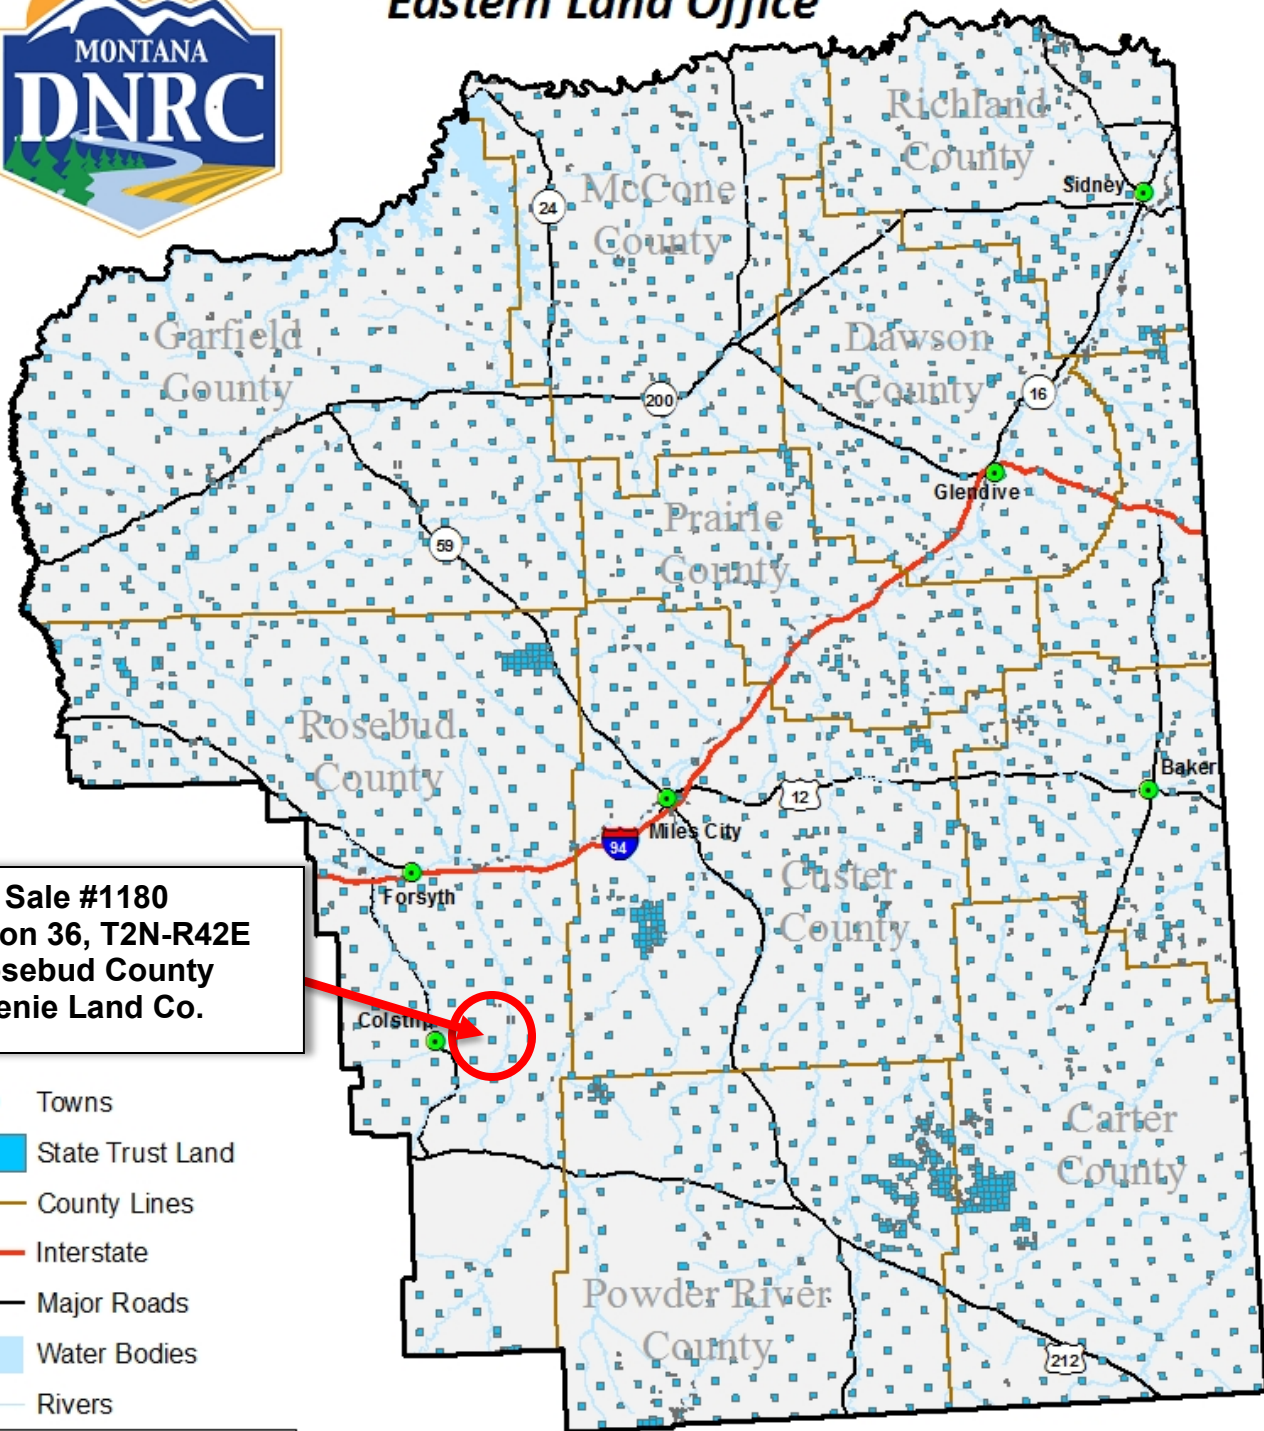 Eastern Land Office
MONTANA
DNRC
Richland
County
Sidney
McCone
County
24
Garfield
County
Dawson
County
200
16
Glendive
Prairie
County
59
Rosebud
County
Baker
12
Miles City
94
Custer
County
Forsyth
Sale #1180
on 36, T2N-R42E
sebud County
enie Land Co.
Colstrip
Towns
State Trust Land
County Lines
Interstate
Major Roads
Water Bodies
Rivers
Carter
County
Powder River
County
212